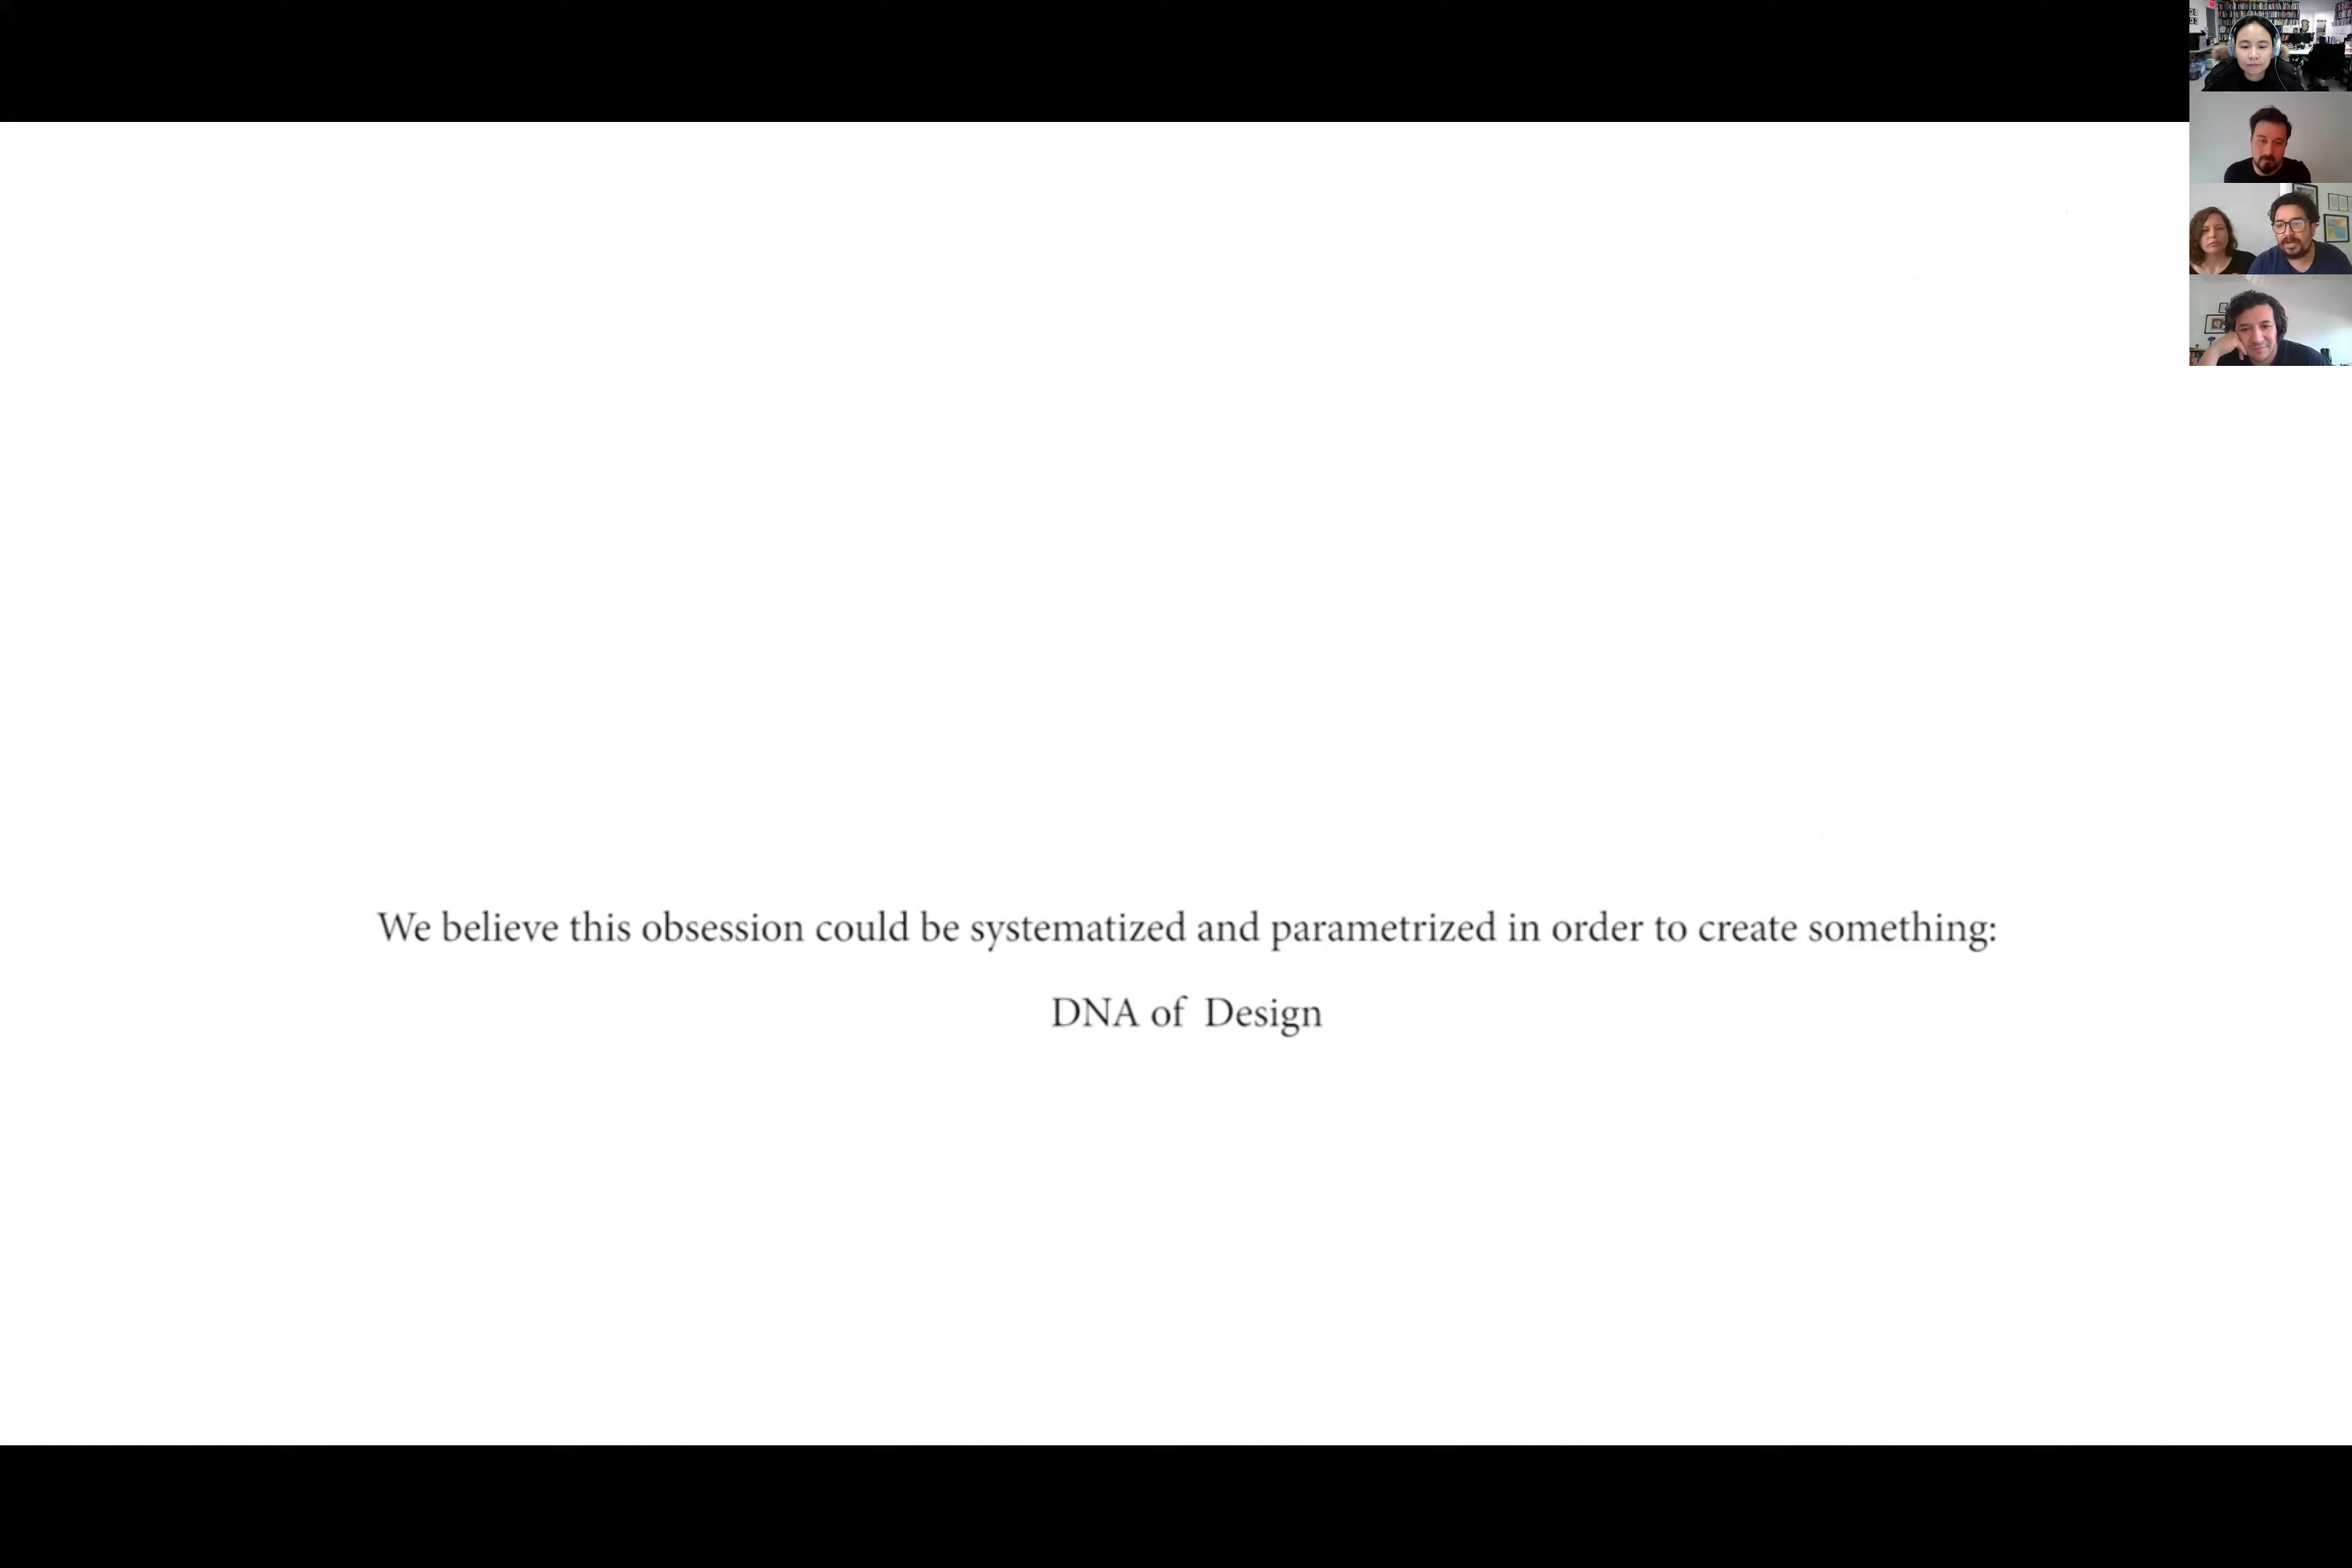 We believe this obsession could be systematized and parametrized in order to create something:
DNA of Design